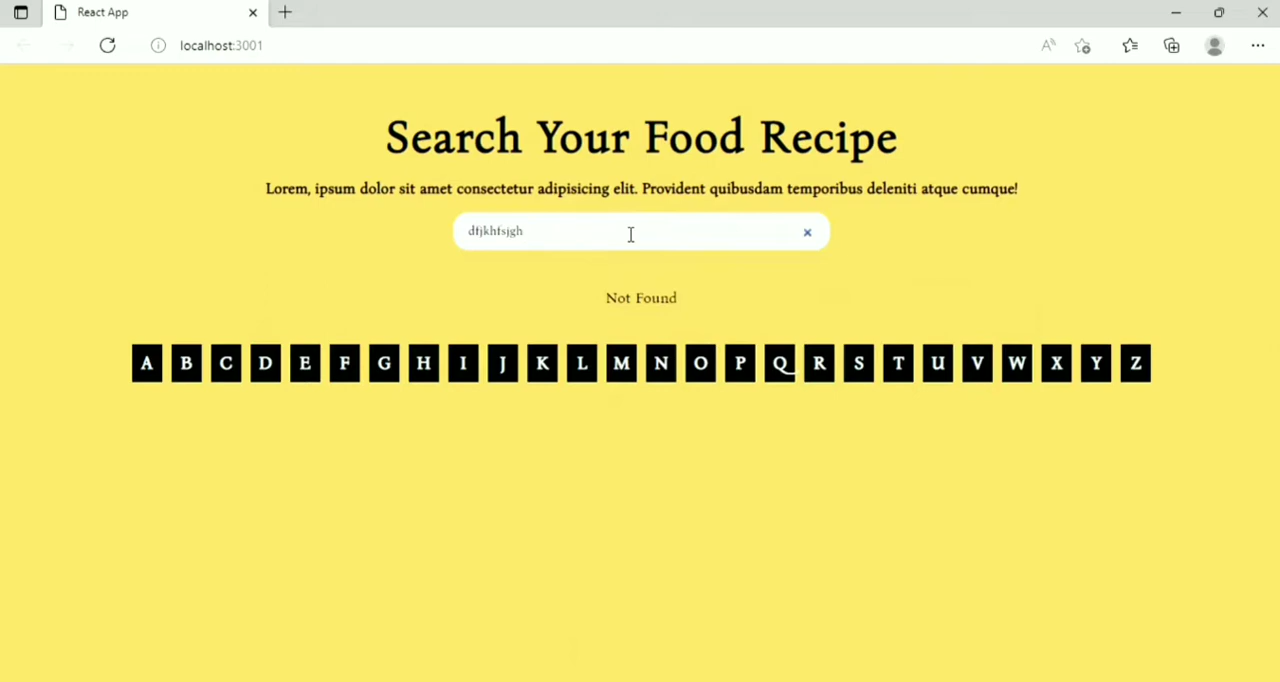 React App
localhost:3001
Search Your Food Recipe
Lorem, ipsum dolor sit amet consectetur adipisicing elit. Provident quibusdam temporibus deleniti atque cumque!
dfjkhfsjgh
Not Found
A B C D E F G H I J K L M N O P Q R S T U V W X Y Z